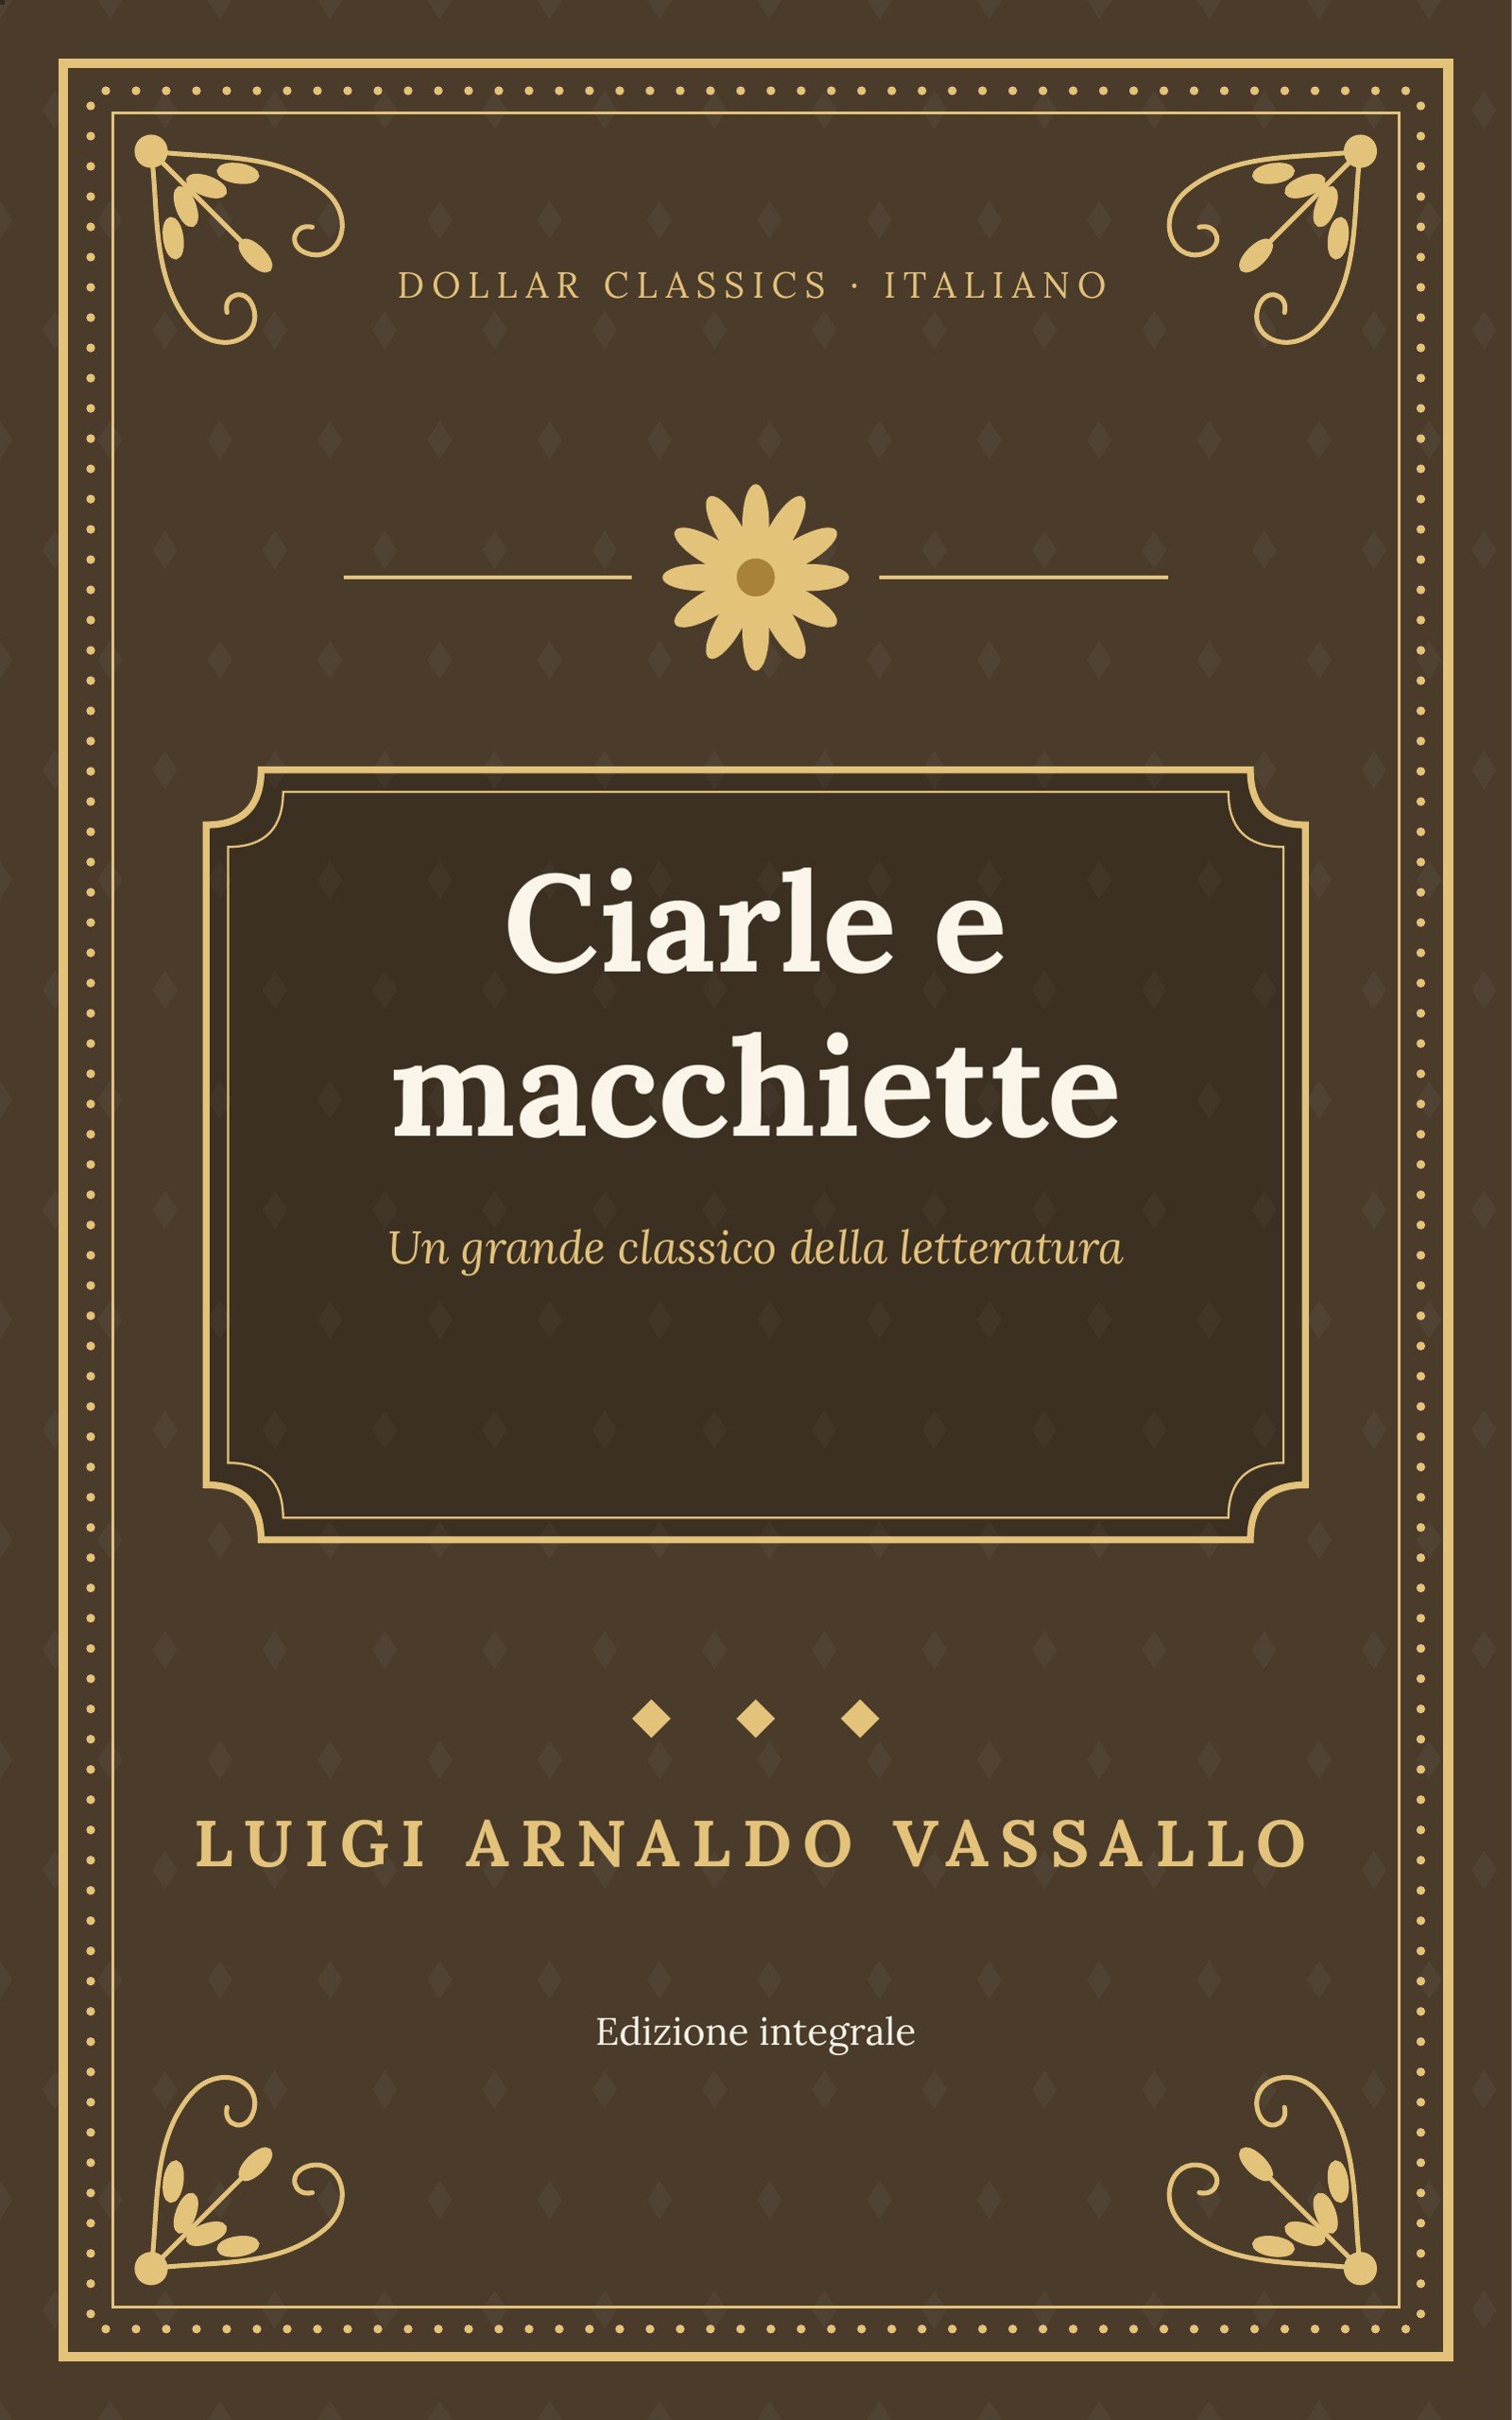 DOLLAR CLASSICS · ITALIANO
Ciarle e
macchiette
Un grande classico della letteratura
LUIGI ARNALDO VASSALLO
Edizione integrale